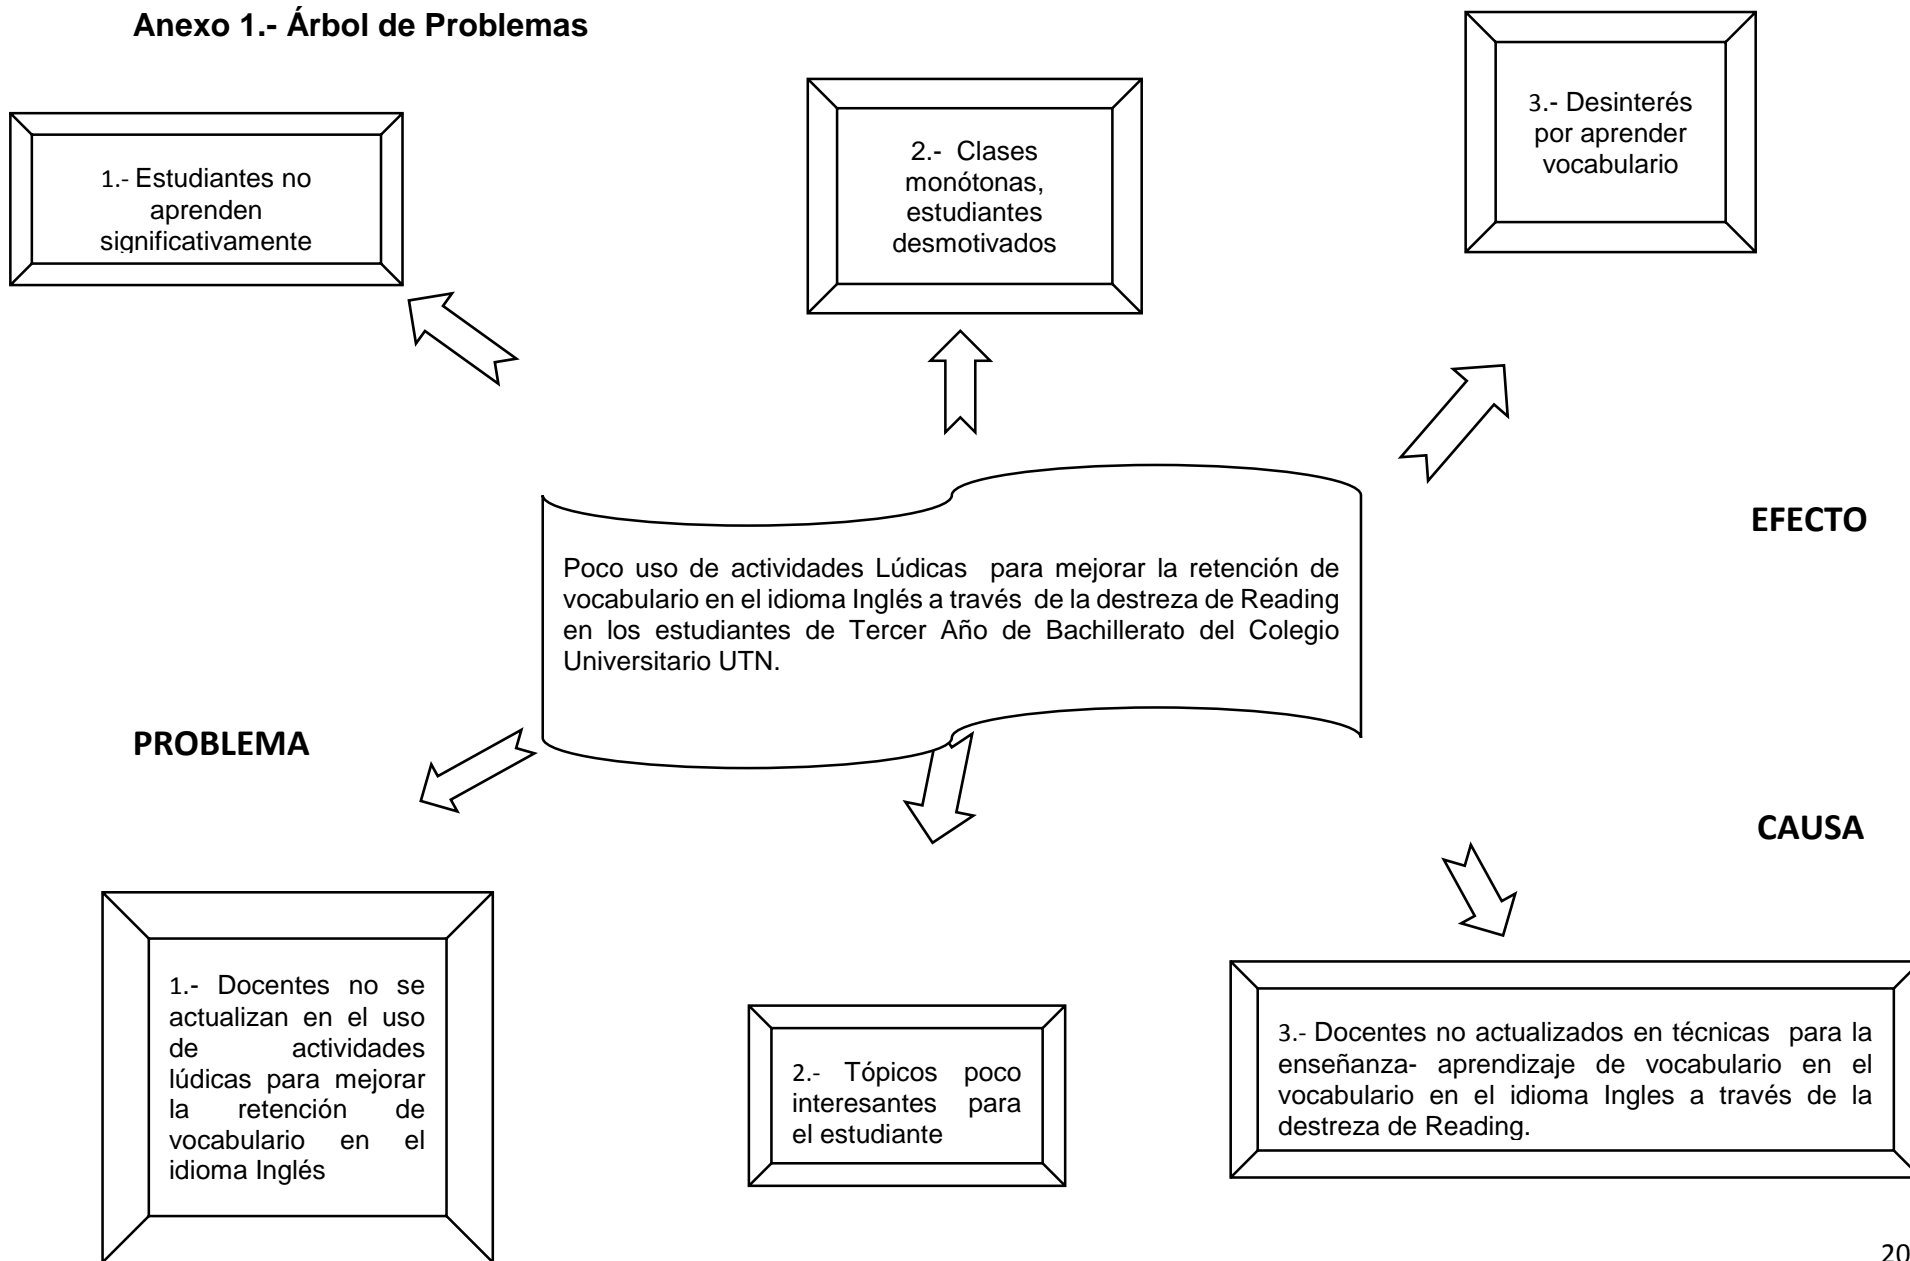 Anexo 1.- Árbol de Problemas
1.- Estudiantes no
aprenden
significativamente
2.- Clases
monótonas,
estudiantes
desmotivados
3.- Desinterés
por aprender
vocabulario
EFECTO
Poco uso de actividades Lúdicas para mejorar la retención de
vocabulario en el idioma Inglés a través de la destreza de Reading
en los estudiantes de Tercer Año de Bachillerato del Colegio
Universitario UTN.
PROBLEMA
CAUSA
1.- Docentes no se
actualizan en el uso
de actividades
lúdicas para mejorar
la retención de
vocabulario en el
idioma Inglés
2.- Tópicos poco
interesantes para
el estudiante
3.- Docentes no actualizados en técnicas para la
enseñanza- aprendizaje de vocabulario en el
vocabulario en el idioma Ingles a través de la
destreza de Reading.
20